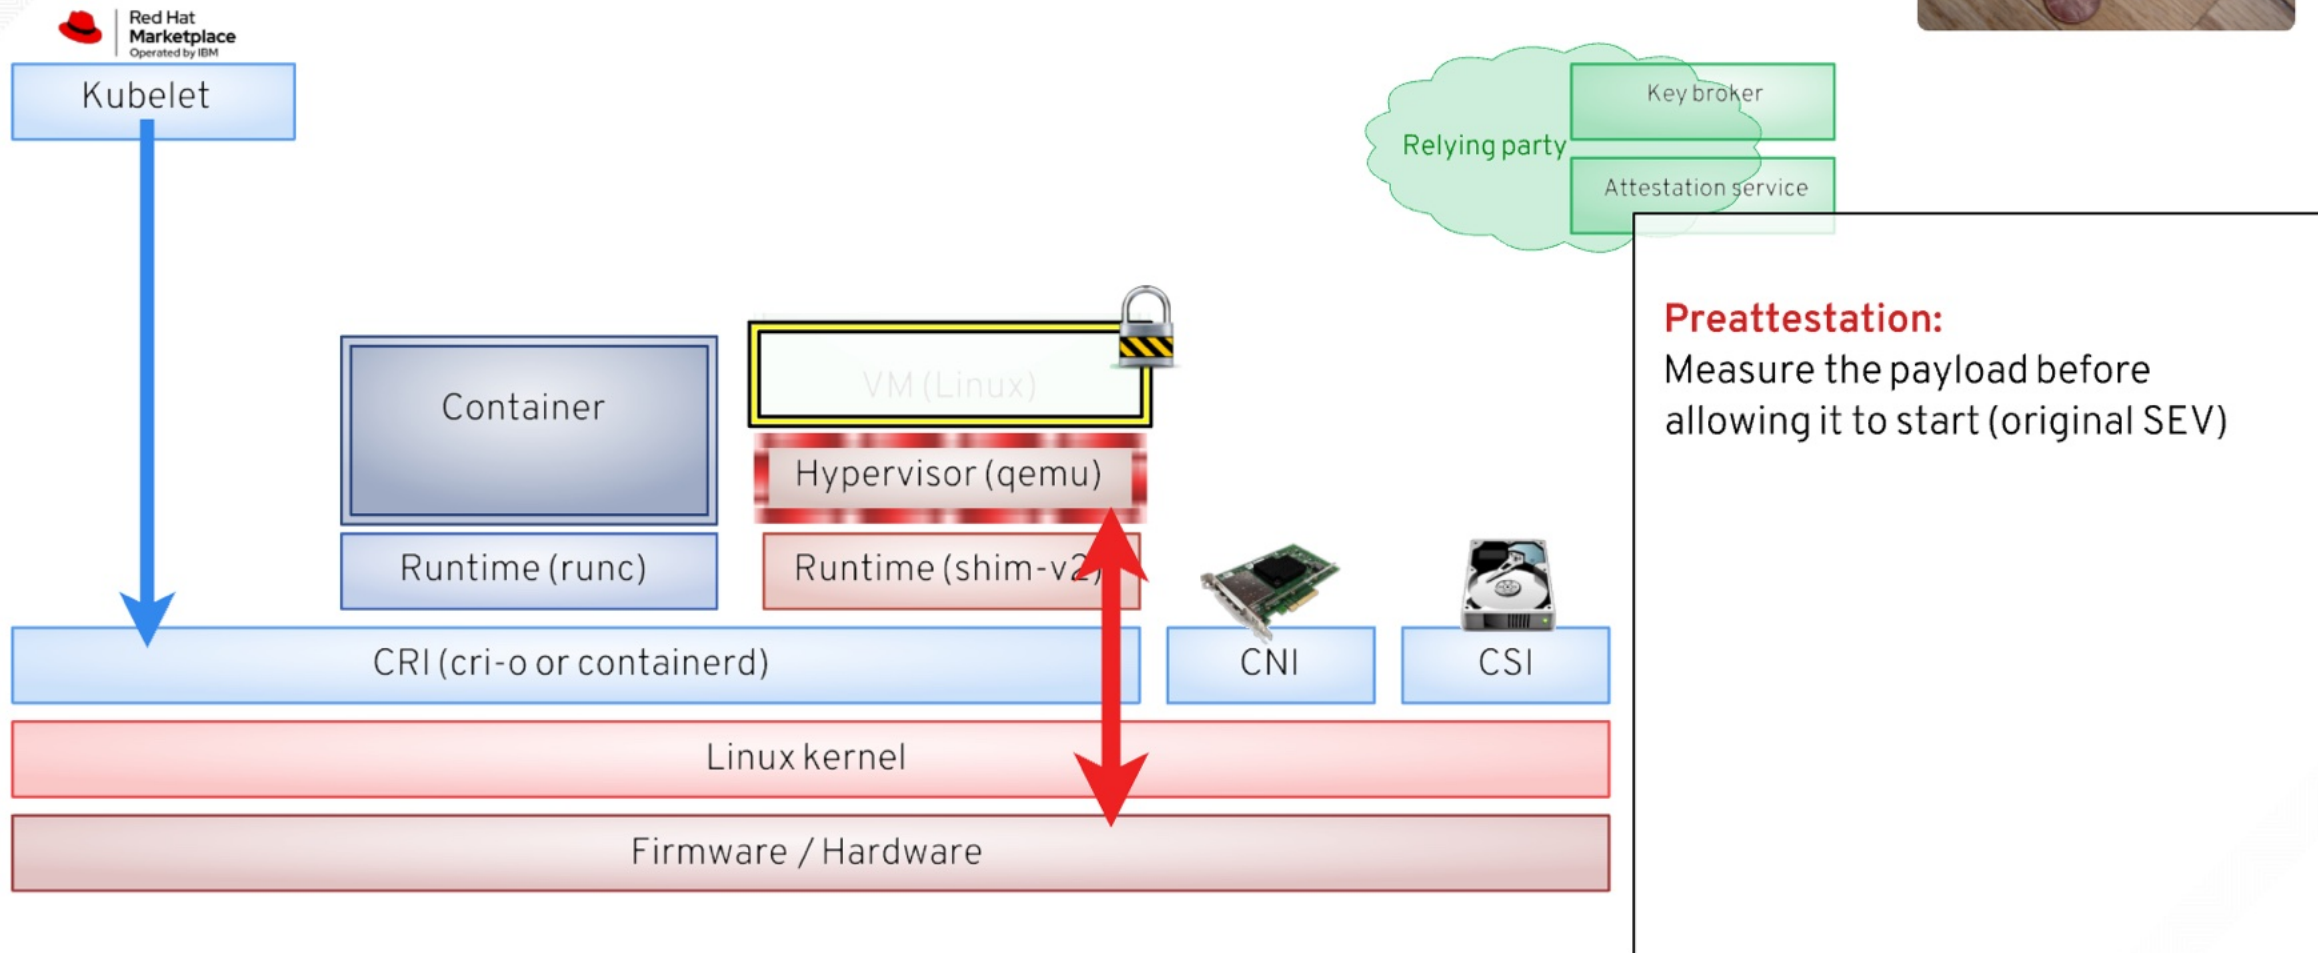 Red Hat
Marketplace
Operated by IBM
Kubelet
Key broker
Relying party
Attestation service
Preattestation:
Measure the payload before
allowing it to start (original SEV)
Container
VM (Linux)
Hypervisor (qemu)
Runtime (runc)
Runtime (shim-v2)
CRI (cri-o or containerd)
CNI
CSI
Linux kernel
Firmware / Hardware